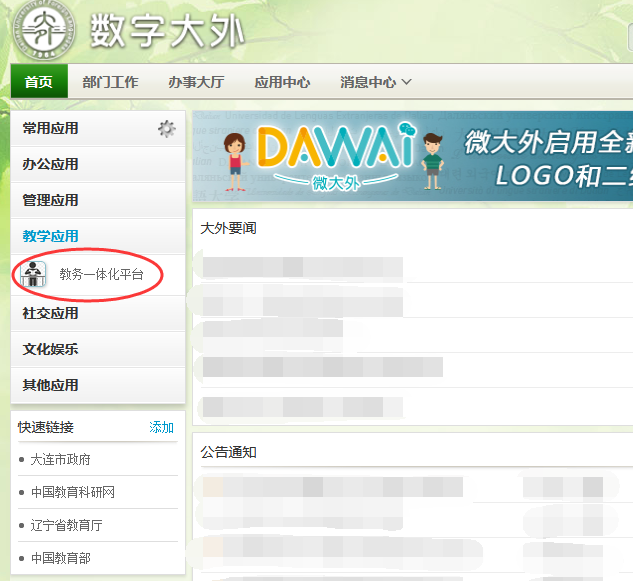 数字大外
首页 部门工作 办事大厅 应用中心 消息中心
常用应用
办公应用
管理应用
教学应用
教务一体化平台
社交应用
文化娱乐
其他应用
快速链接 添加
大连市政府
中国教育科研网
辽宁省教育厅
中国教育部
DAWAI
微大外
微大外启用全新
LOGO和二
大外要闻
公告通知